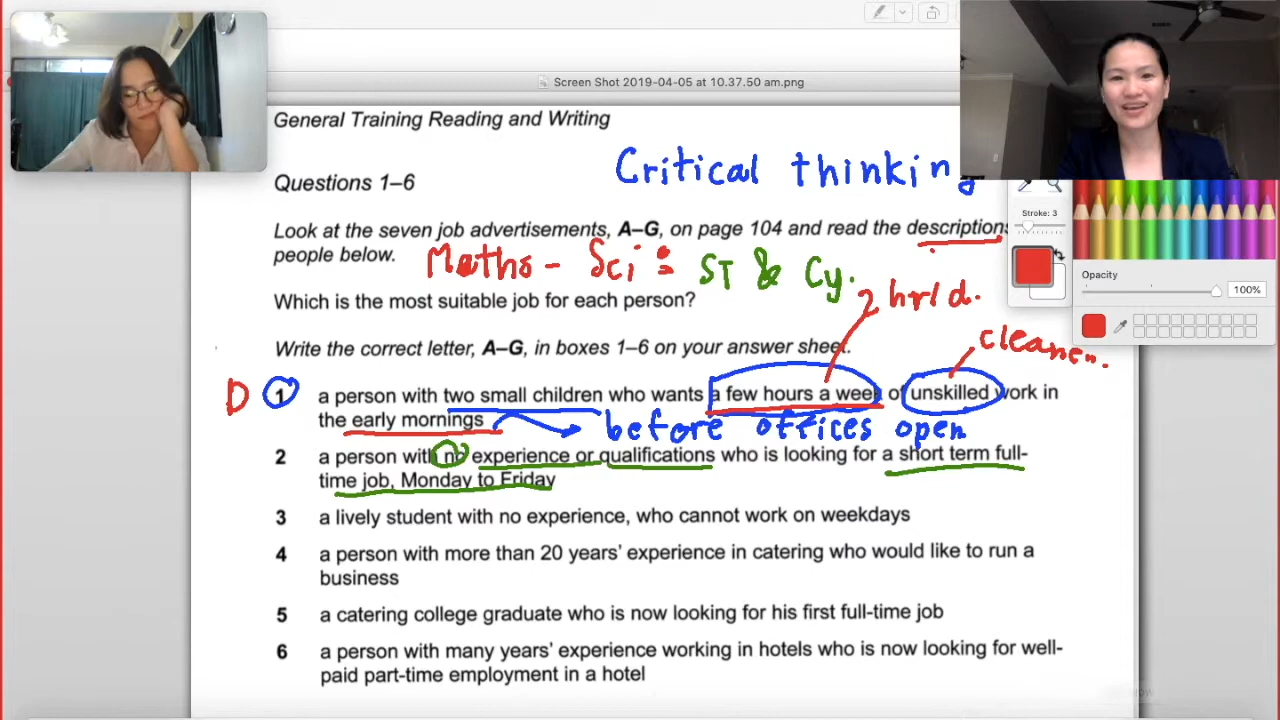 Screen Shot 2019-04-05 at 10.37.50 am.png
General Training Reading and Writing
Critical thinking
Questions 1–6
Stroke: 3
Look at the seven job advertisements, A–G, on page 104 and read the descriptions
people below.
Maths - Sci :
ST & Cy.
Opacity
100%
Which is the most suitable job for each person?
2 hr/d.
Write the correct letter, A–G, in boxes 1–6 on your answer sheet.
D 1 a person with two small children who wants a few hours a week of unskilled work in
the early mornings
before offices open
2 a person with no experience or qualifications who is looking for a short term full-
time job, Monday to Friday
3 a lively student with no experience, who cannot work on weekdays
4 a person with more than 20 years' experience in catering who would like to run a
business
5 a catering college graduate who is now looking for his first full-time job
6 a person with many years' experience working in hotels who is now looking for well-
paid part-time employment in a hotel